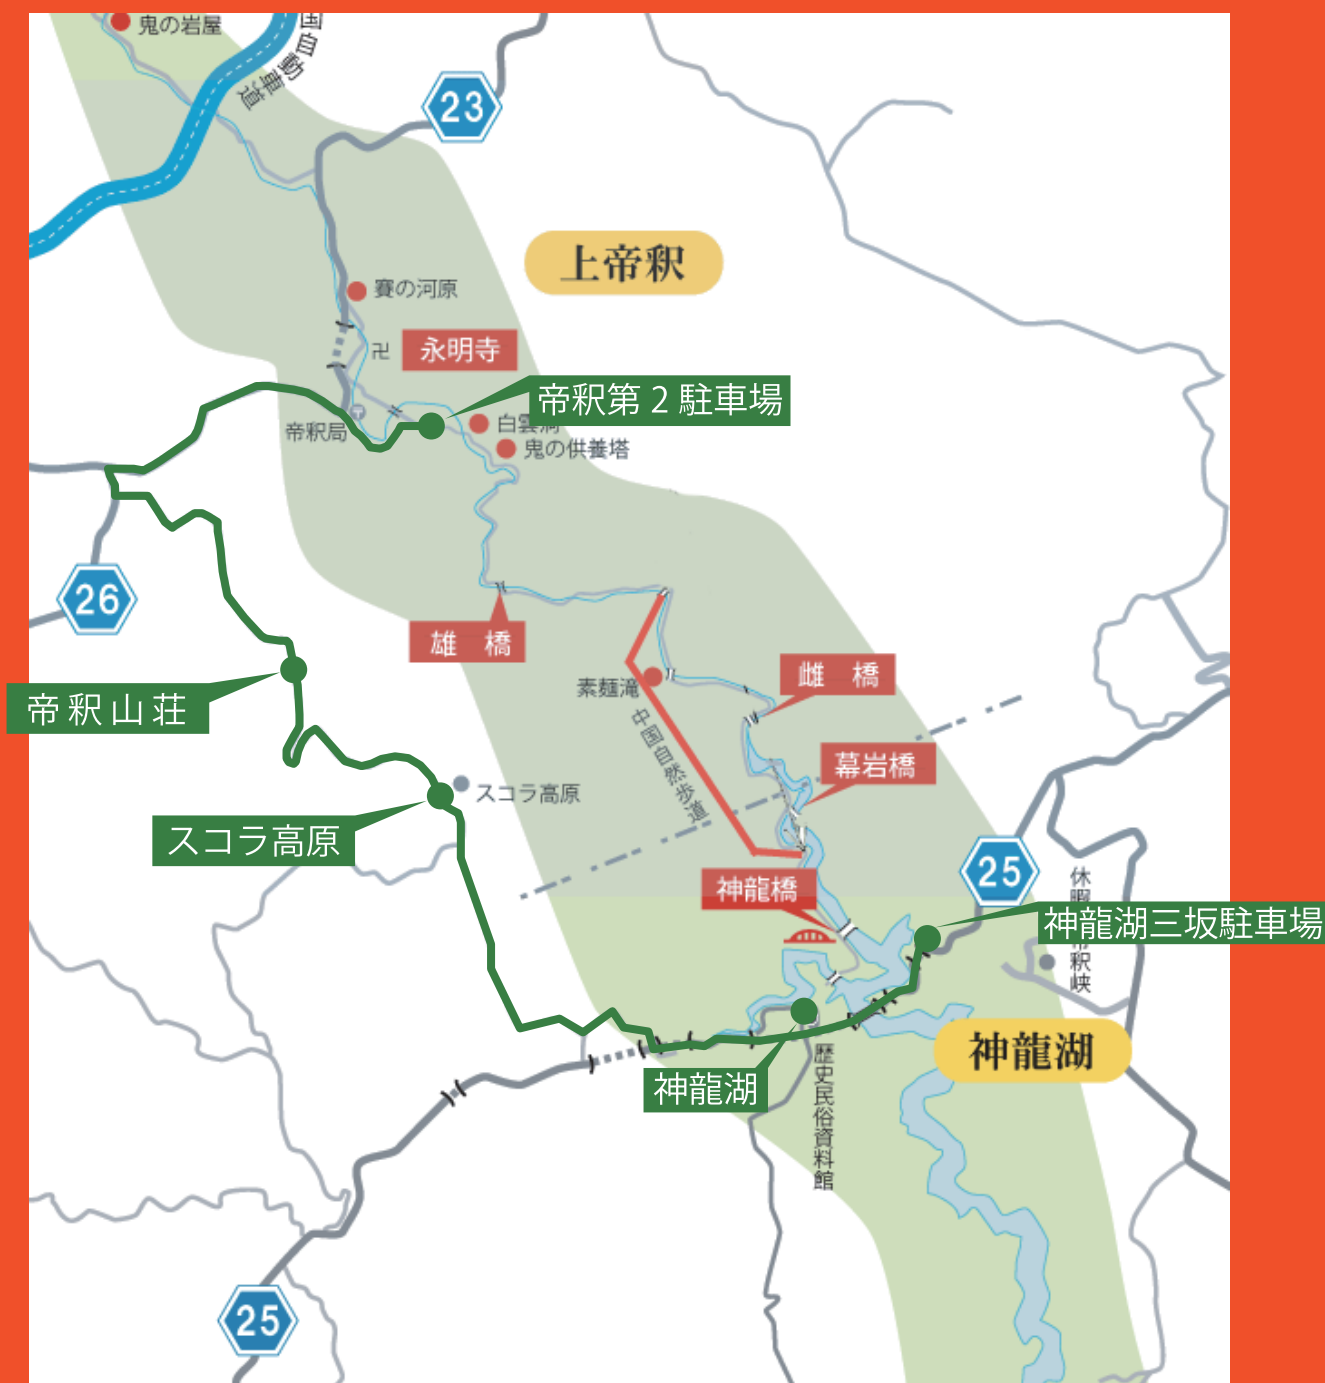 鬼の岩屋
国自動車道
23
上帝釈
賽の河原
卍
永明寺
帝釈第2駐車場
帝釈局
〒
白雲洞
鬼の供養塔
26
雄 橋
雌 橋
素麺滝
帝釈山荘
中国自然歩道
幕岩橋
スコラ高原
スコラ高原
25
神龍橋
休暇
神龍湖三坂駐車場
帝釈峡
神龍湖
神龍湖
歴史民俗資料館
25